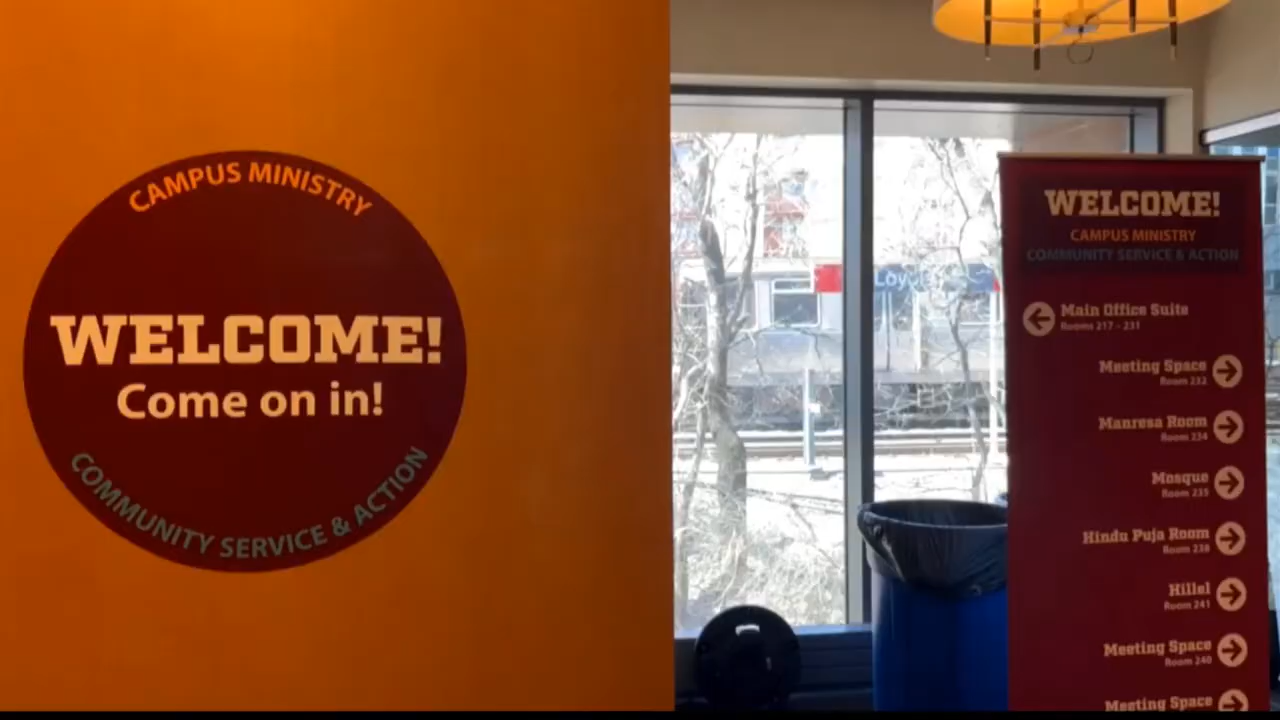 CAMPUS MINISTRY
WELCOME!
Come on in!
COMMUNITY SERVICE & ACTION
WELCOME!
CAMPUS MINISTRY
COMMUNITY SERVICE & ACTION
Main Office Suite
Rooms 217 - 231
Meeting Space
Room 232
Manresa Room
Room 234
Mosque
Room 235
Hindu Puja Room
Room 238
Hillel
Room 241
Meeting Space
Room 240
Meeting Space